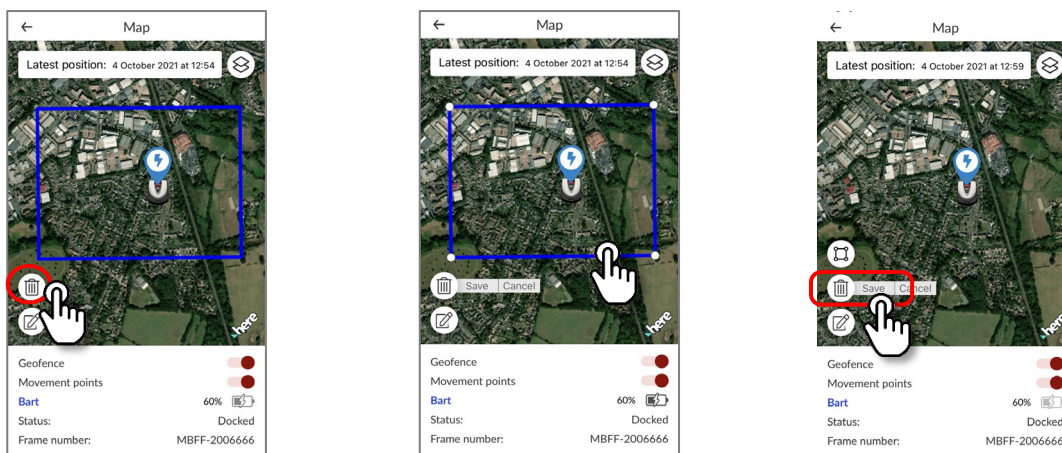 Map
Latest position: 4 October 2021 at 12:54
here
Geofence
Movement points
Bart 60%
Status: Docked
Frame number: MBFF-2006666
Map
Latest position: 4 October 2021 at 12:54
Save Cancel
here
Geofence
Movement points
Bart 60%
Status: Docked
Frame number: MBFF-2006666
Map
Latest position: 4 October 2021 at 12:59
Save Cancel
here
Geofence
Movement points
Bart 60%
Status: Docked
Frame number: MBFF-2006666